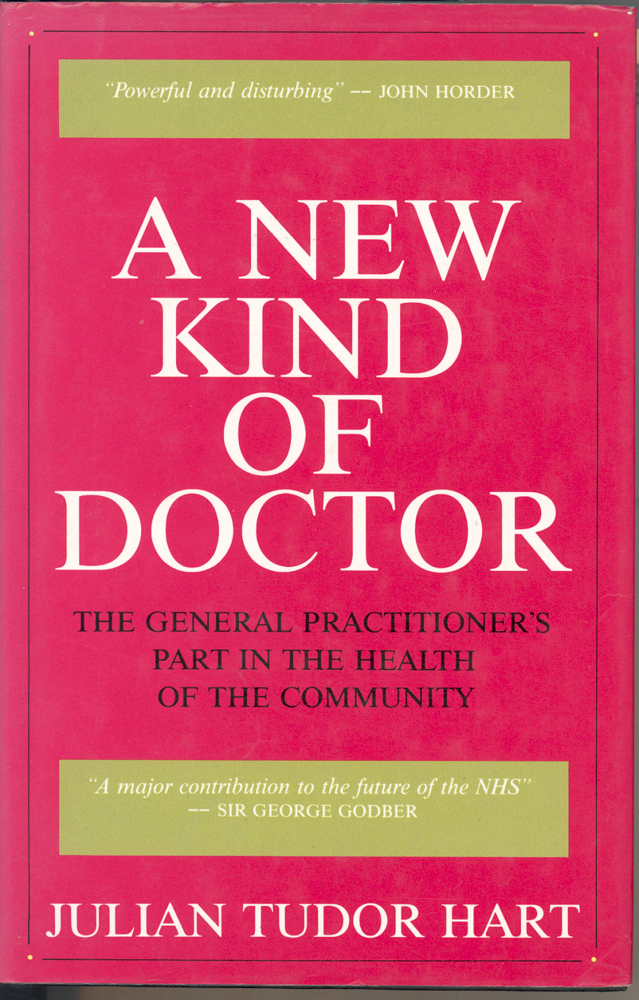 “Powerful and disturbing” –– JOHN HORDER
A NEW
KIND
OF
DOCTOR
THE GENERAL PRACTITIONER’S
PART IN THE HEALTH
OF THE COMMUNITY
“A major contribution to the future of the NHS”
–– SIR GEORGE GODBER
JULIAN TUDOR HART